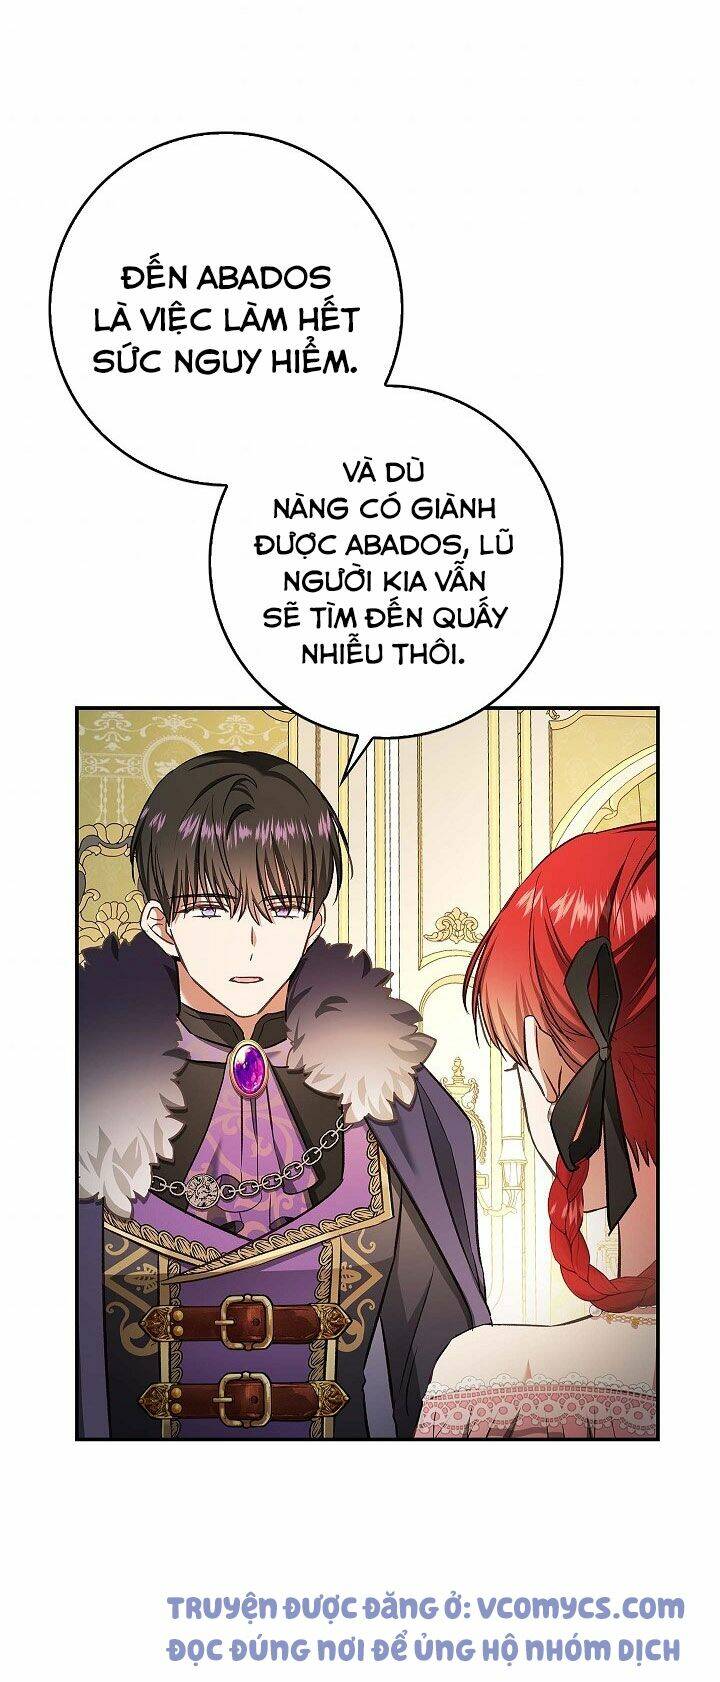 ĐẾN ABADOS
LÀ VIỆC LÀM HẾT
SỨC NGUY HIỂM.
VÀ DÙ
NÀNG CÓ GIÀNH
ĐƯỢC ABADOS, LŨ
NGƯỜI KIA VẪN
SẼ TÌM ĐẾN QUẤY
NHIỄU THÔI.
TRUYỆN ĐƯỢC ĐĂNG Ở: VCOMYCS.COM
ĐỌC ĐÚNG NƠI ĐỂ ỦNG HỘ NHÓM DỊCH